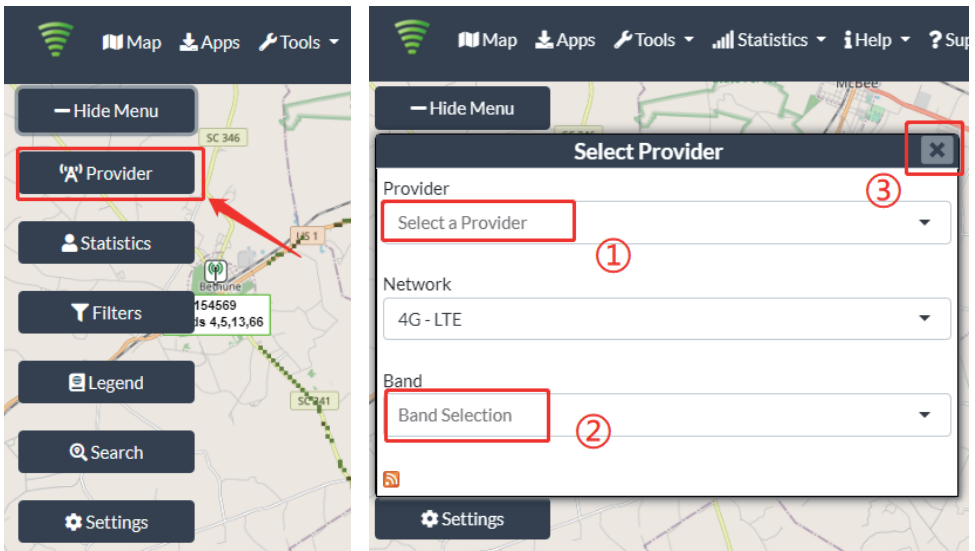 Map Apps Tools
Hide Menu
SC 346
Provider
Statistics
US 1
Bethune
154569
ds 4,5,13,66
Filters
Legend
SC 341
Search
Settings
Map Apps Tools Statistics Help Sup
McBee
Hide Menu
Select Provider
Provider
③
Select a Provider
①
Network
4G - LTE
Band
Band Selection
②
Settings